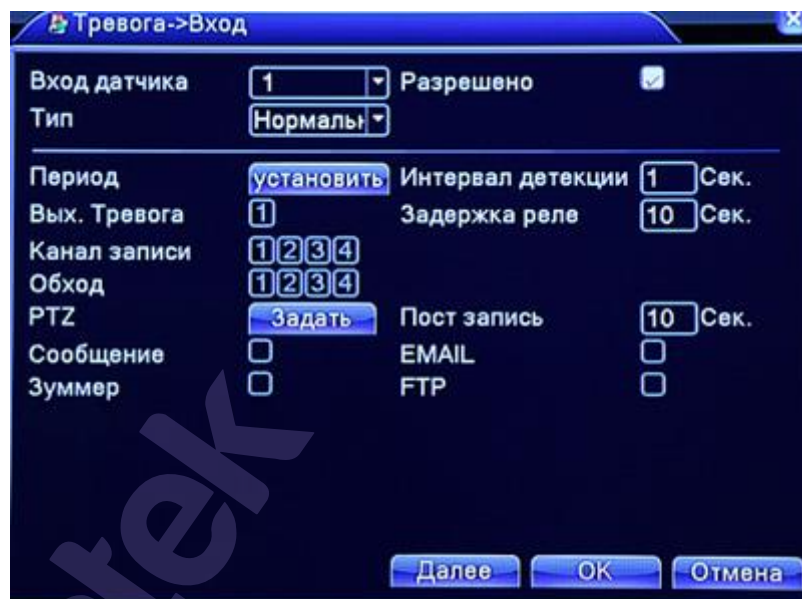 Тревога->Вход
Вход датчика 1 Разрешено
Тип Нормальн
Период установить Интервал детекции 1 Сек.
Вых. Тревога 1 Задержка реле 10 Сек.
Канал записи 1 2 3 4
Обход 1 2 3 4
PTZ Задать Пост запись 10 Сек.
Сообщение EMAIL
Зуммер FTP
Далее OK Отмена